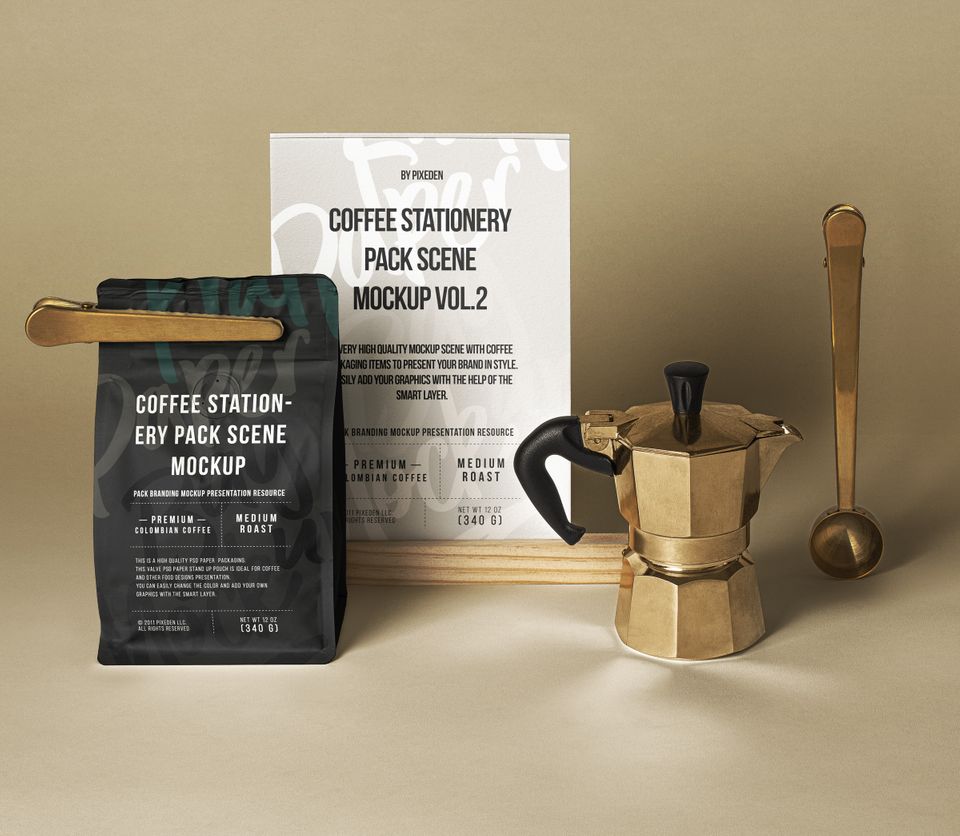 BY PIXEDEN
COFFEE STATIONERY
PACK SCENE
MOCKUP VOL.2
VERY HIGH QUALITY MOCKUP SCENE WITH COFFEE
KAGING ITEMS TO PRESENT YOUR BRAND IN STYLE.
SILY ADD YOUR GRAPHICS WITH THE HELP OF THE
SMART LAYER.
K BRANDING MOCKUP PRESENTATION RESOURCE
– PREMIUM —
LOMBIAN COFFEE
MEDIUM
ROAST
2011 PIXEDEN LLC.
RIGHTS RESERVED
NET WT 12 OZ
(340 G)
Paper
COFFEE STATION-
ERY PACK SCENE
MOCKUP
PACK BRANDING MOCKUP PRESENTATION RESOURCE
— PREMIUM —
COLOMBIAN COFFEE
MEDIUM
ROAST
THIS IS A HIGH QUALITY PSD PAPER PACKAGING.
THIS VALVE PSD PAPER STAND UP POUCH IS IDEAL FOR COFFEE
AND OTHER FOOD DESIGNS PRESENTATION.
YOU CAN EASILY CHANGE THE COLOR AND ADD YOUR OWN
GRAPHICS WITH THE SMART LAYER.
© 2011 PIXEDEN LLC.
ALL RIGHTS RESERVED
NET WT 12 OZ
(340 G)
Paper